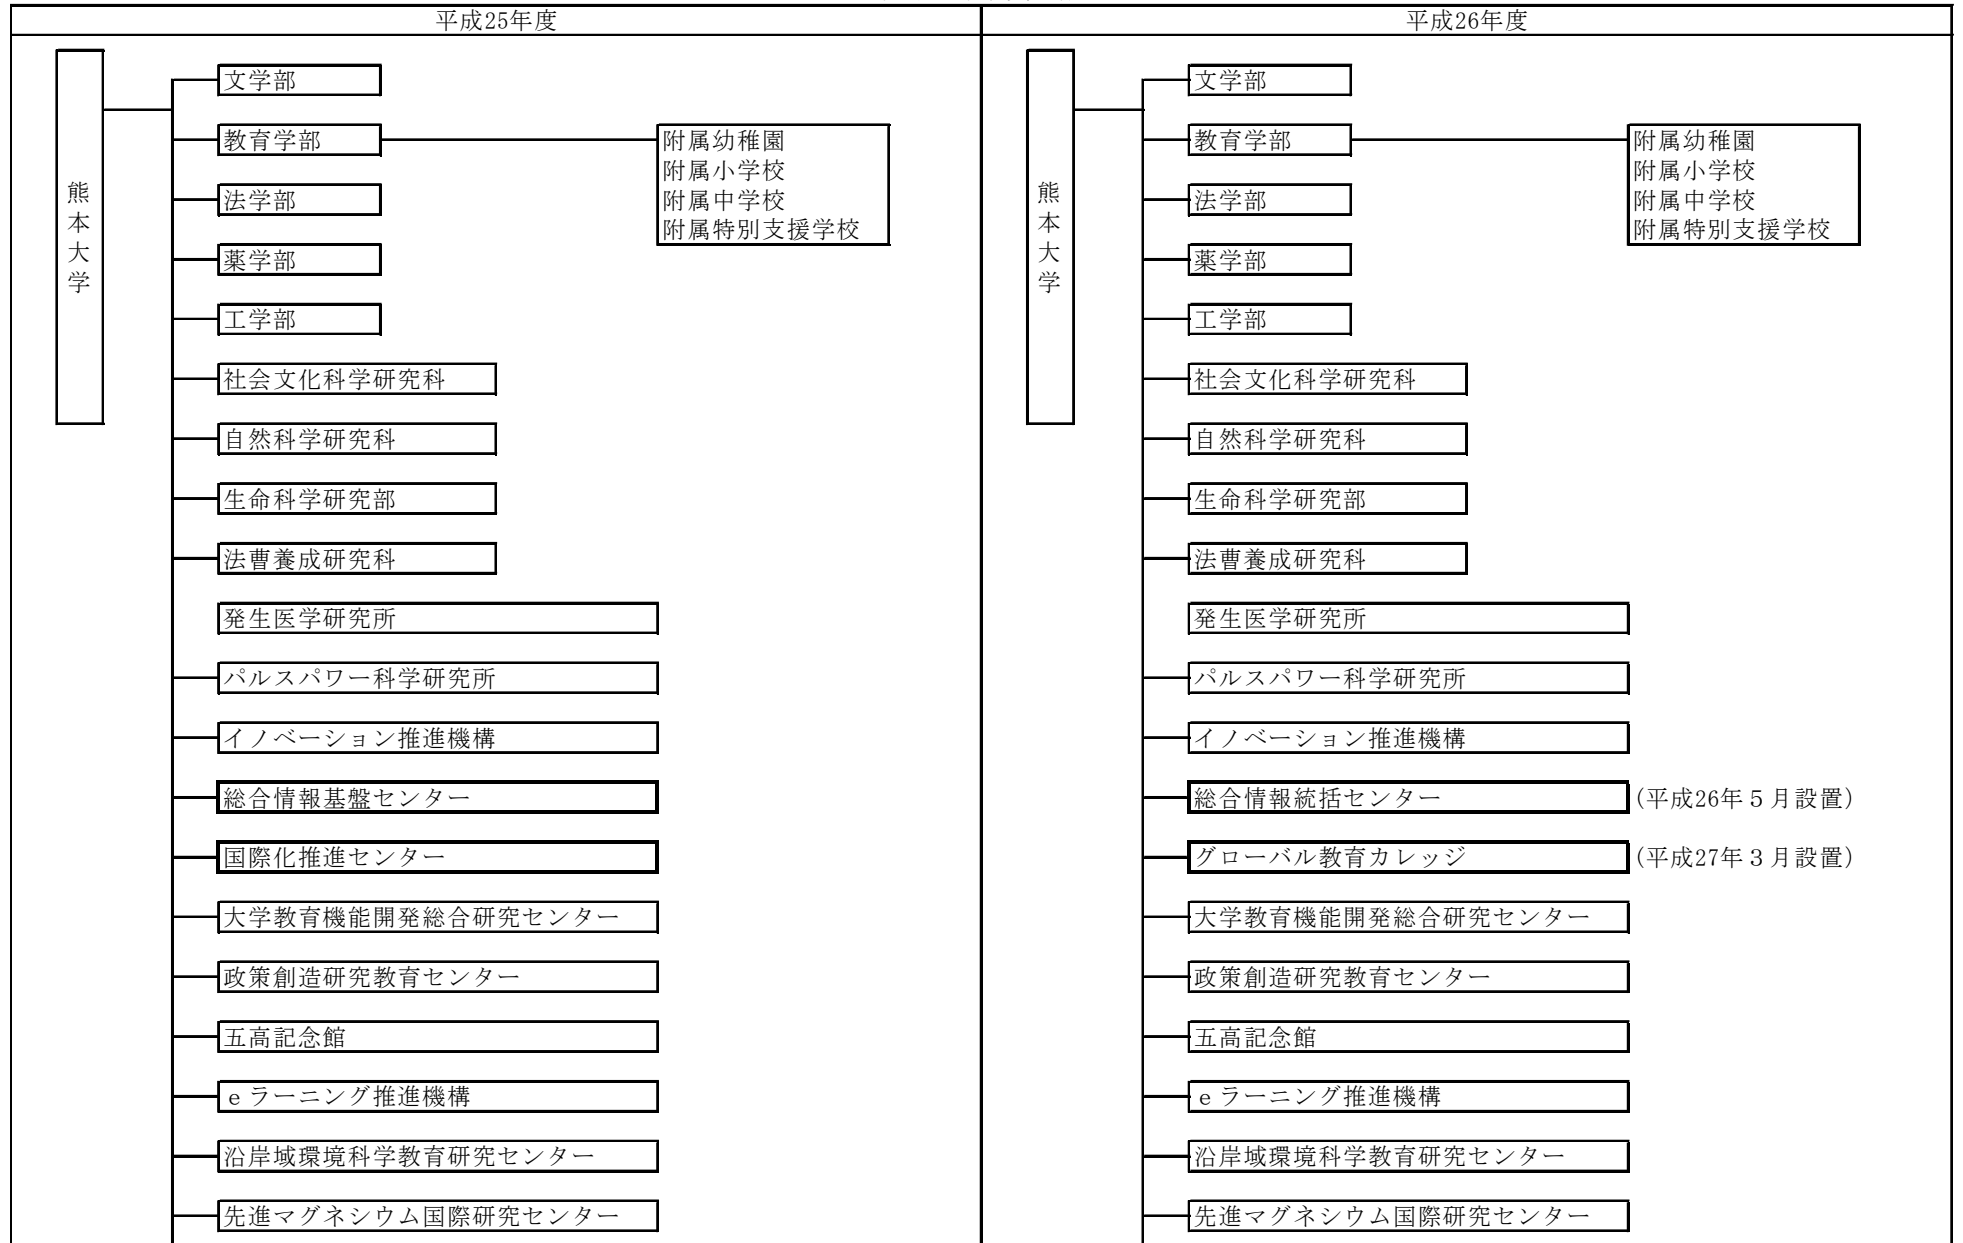 平成25年度
熊本大学
文学部
教育学部
附属幼稚園
附属小学校
附属中学校
附属特別支援学校
法学部
薬学部
工学部
社会文化科学研究科
自然科学研究科
生命科学研究部
法曹養成研究科
発生医学研究所
パルスパワー科学研究所
イノベーション推進機構
総合情報基盤センター
国際化推進センター
大学教育機能開発総合研究センター
政策創造研究教育センター
五高記念館
ｅラーニング推進機構
沿岸域環境科学教育研究センター
先進マグネシウム国際研究センター
平成26年度
熊本大学
文学部
教育学部
附属幼稚園
附属小学校
附属中学校
附属特別支援学校
法学部
薬学部
工学部
社会文化科学研究科
自然科学研究科
生命科学研究部
法曹養成研究科
発生医学研究所
パルスパワー科学研究所
イノベーション推進機構
総合情報統括センター (平成26年５月設置)
グローバル教育カレッジ (平成27年３月設置)
大学教育機能開発総合研究センター
政策創造研究教育センター
五高記念館
ｅラーニング推進機構
沿岸域環境科学教育研究センター
先進マグネシウム国際研究センター